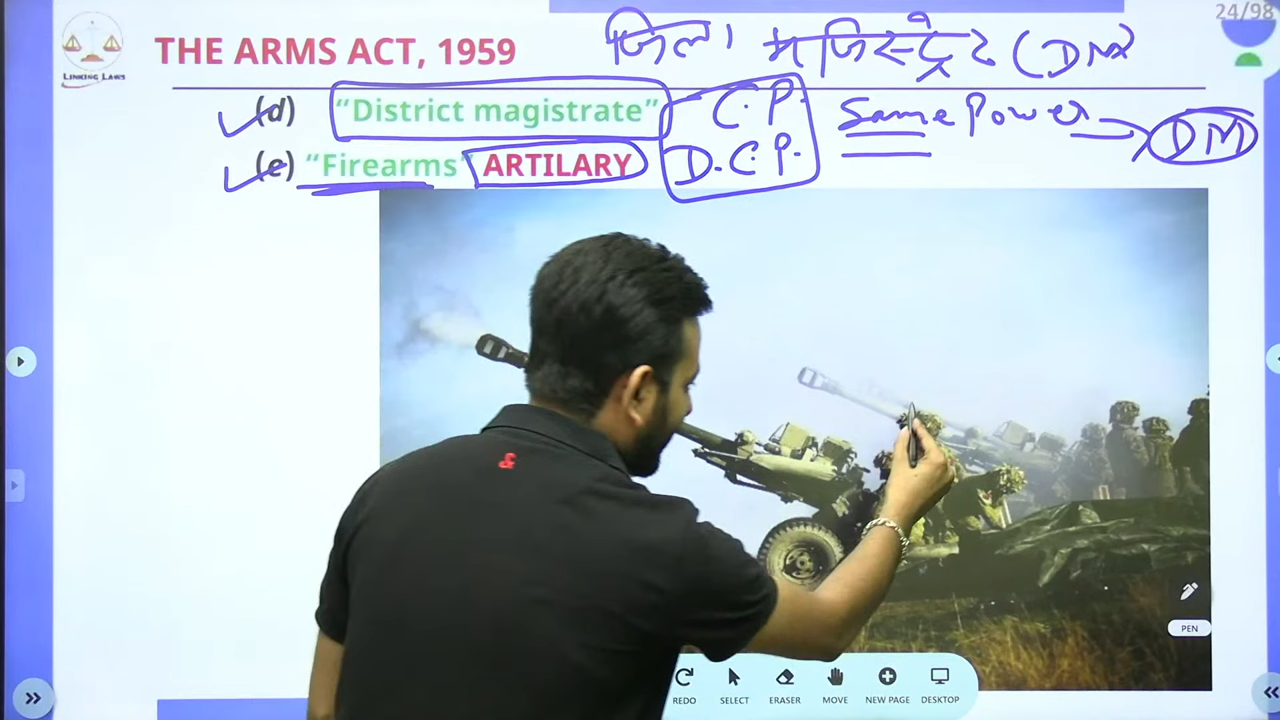 24/98
LINKING LAWS
THE ARMS ACT, 1959
जिला मजिस्ट्रेट (DM)
(d) “District magistrate” C.P. Same Power → DM
(e) “Firearms” ARTILARY D.C.P.
&
PEN
REDO SELECT ERASER MOVE NEW PAGE DESKTOP